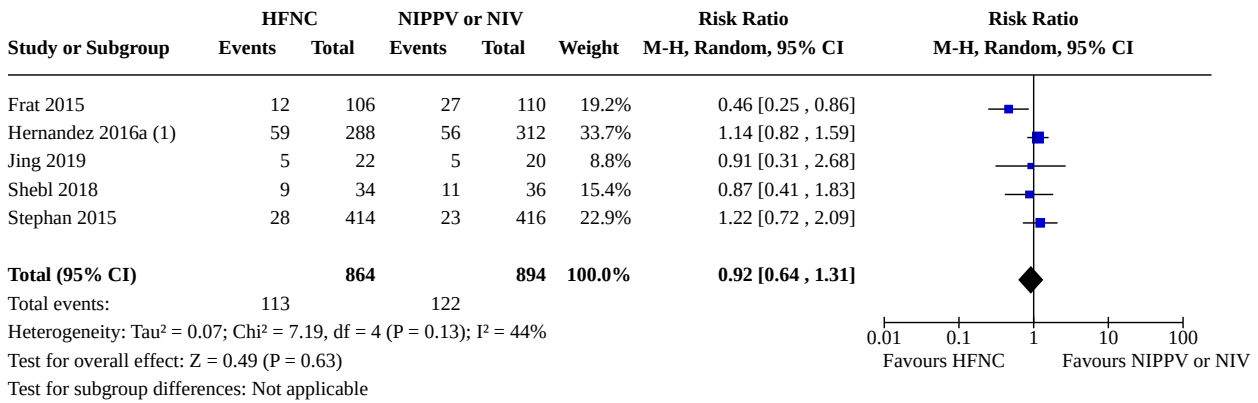 HFNC NIPPV or NIV Risk Ratio Risk Ratio
Study or Subgroup Events Total Events Total Weight M-H, Random, 95% CI M-H, Random, 95% CI
Frat 2015 12 106 27 110 19.2% 0.46 [0.25 , 0.86]
Hernandez 2016a (1) 59 288 56 312 33.7% 1.14 [0.82 , 1.59]
Jing 2019 5 22 5 20 8.8% 0.91 [0.31 , 2.68]
Shebl 2018 9 34 11 36 15.4% 0.87 [0.41 , 1.83]
Stephan 2015 28 414 23 416 22.9% 1.22 [0.72 , 2.09]
Total (95% CI) 864 894 100.0% 0.92 [0.64 , 1.31]
Total events: 113 122
Heterogeneity: Tau² = 0.07; Chi² = 7.19, df = 4 (P = 0.13); I² = 44% 0.01 0.1 1 10 100
Test for overall effect: Z = 0.49 (P = 0.63) Favours HFNC Favours NIPPV or NIV
Test for subgroup differences: Not applicable